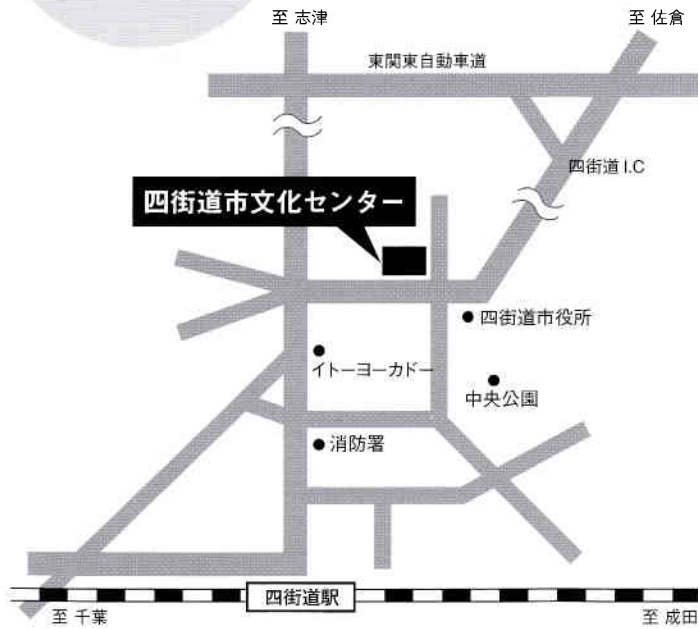 至 志津
至 佐倉
東関東自動車道
四街道 I.C
四街道市文化センター
四街道市役所
イトーヨーカドー
中央公園
消防署
四街道駅
至 千葉
至 成田